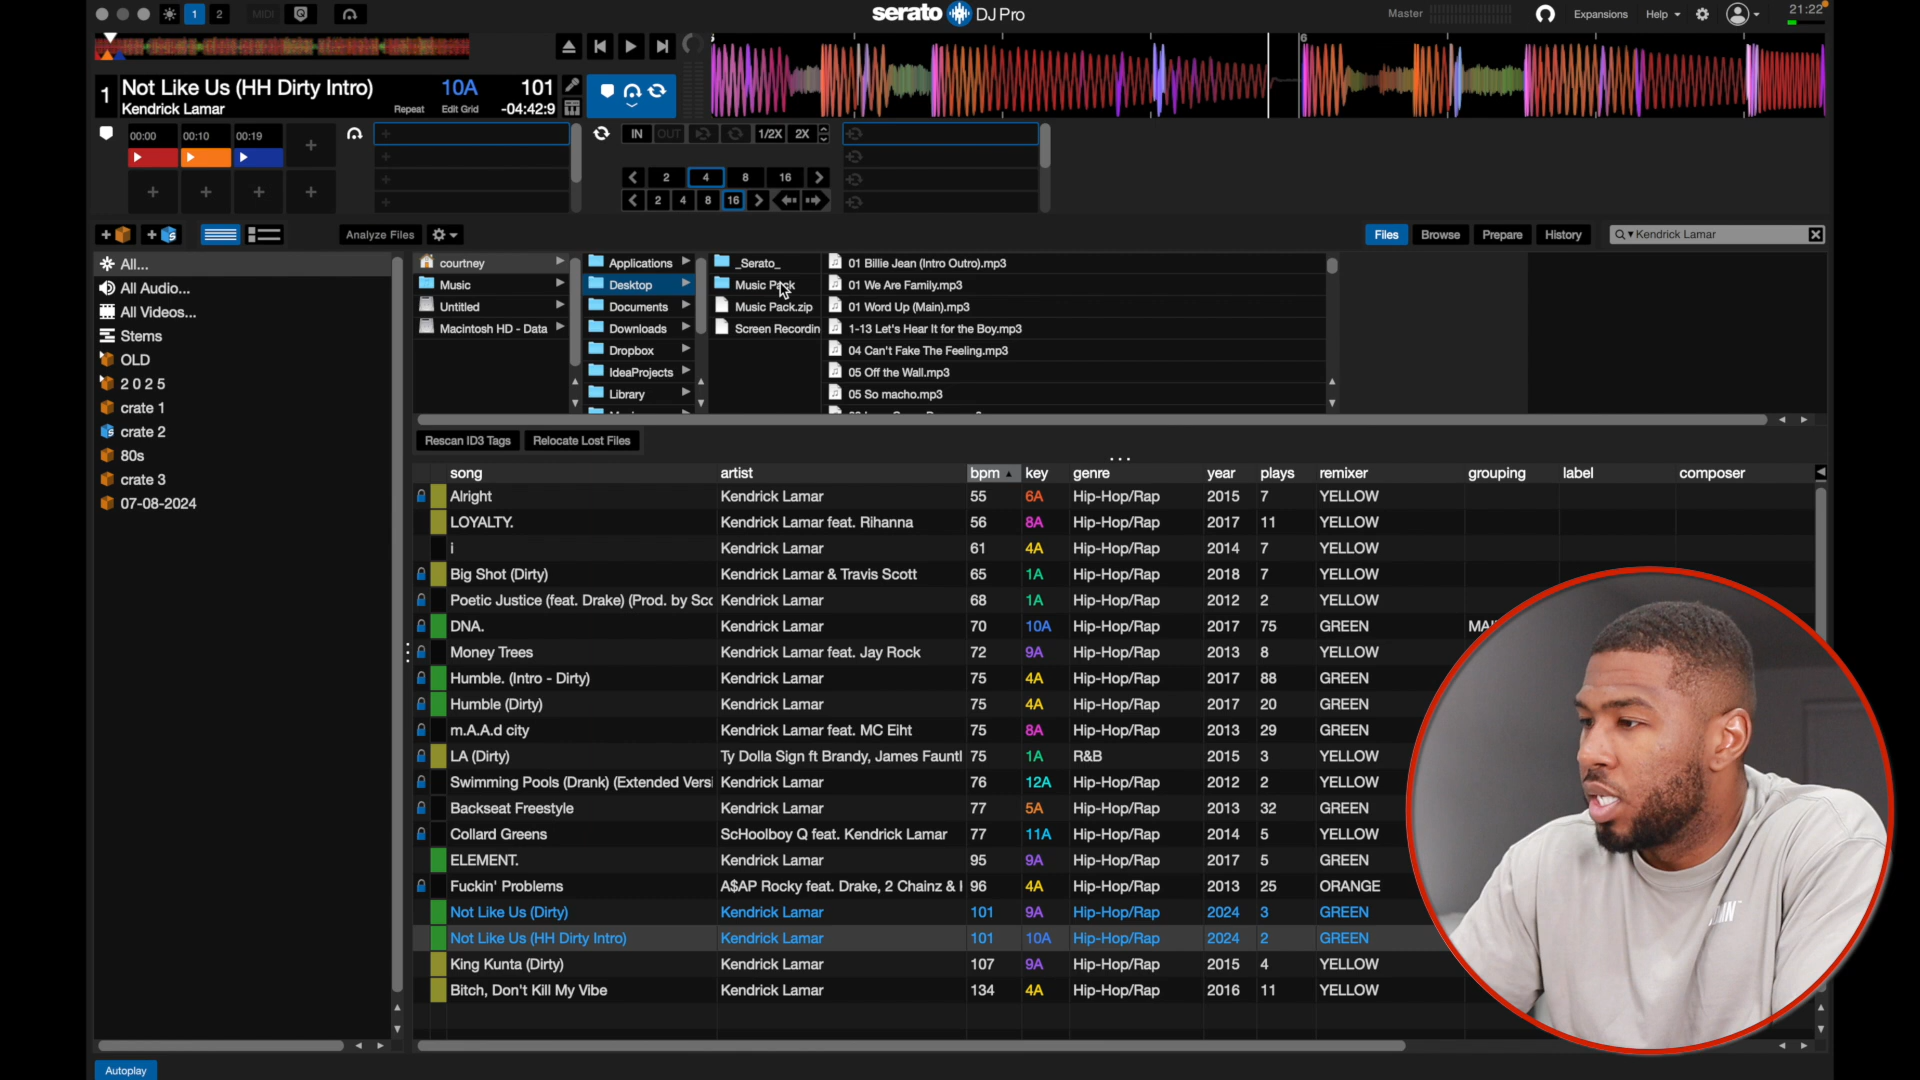 1 2 MIDI serato DJ Pro Master Expansions Help 21:22
1 Not Like Us (HH Dirty Intro) 10A 101
Kendrick Lamar Repeat Edit Grid -04:42:9
6
00:00 00:10 00:19
IN OUT 1/2X 2X
2 4 8 16
2 4 8 16
Analyze Files Files Browse Prepare History Kendrick Lamar
All...
All Audio...
All Videos...
Stems
OLD
2 0 2 5
crate 1
crate 2
80s
crate 3
07-08-2024
courtney
Music
Untitled
Macintosh HD - Data
Applications
Desktop
Documents
Downloads
Dropbox
IdeaProjects
Library
_Serato_
Music Pack
Music Pack.zip
Screen Recordin
01 Billie Jean (Intro Outro).mp3
01 We Are Family.mp3
01 Word Up (Main).mp3
1-13 Let's Hear It for the Boy.mp3
04 Can't Fake The Feeling.mp3
05 Off the Wall.mp3
05 So macho.mp3
Rescan ID3 Tags Relocate Lost Files
song artist bpm key genre year plays remixer grouping label composer
Alright Kendrick Lamar 55 6A Hip-Hop/Rap 2015 7 YELLOW
LOYALTY. Kendrick Lamar feat. Rihanna 56 8A Hip-Hop/Rap 2017 11 YELLOW
i Kendrick Lamar 61 4A Hip-Hop/Rap 2014 7 YELLOW
Big Shot (Dirty) Kendrick Lamar & Travis Scott 65 1A Hip-Hop/Rap 2018 7 YELLOW
Poetic Justice (feat. Drake) (Prod. by Sco Kendrick Lamar 68 1A Hip-Hop/Rap 2012 2 YELLOW
DNA. Kendrick Lamar 70 10A Hip-Hop/Rap 2017 75 GREEN
Money Trees Kendrick Lamar feat. Jay Rock 72 9A Hip-Hop/Rap 2013 8 YELLOW
Humble. (Intro - Dirty) Kendrick Lamar 75 4A Hip-Hop/Rap 2017 88 GREEN
Humble (Dirty) Kendrick Lamar 75 4A Hip-Hop/Rap 2017 20 GREEN
m.A.A.d city Kendrick Lamar feat. MC Eiht 75 8A Hip-Hop/Rap 2013 29 GREEN
LA (Dirty) Ty Dolla Sign ft Brandy, James Fauntl 75 1A R&B 2015 3 YELLOW
Swimming Pools (Drank) (Extended Versi Kendrick Lamar 76 12A Hip-Hop/Rap 2012 2 YELLOW
Backseat Freestyle Kendrick Lamar 77 5A Hip-Hop/Rap 2013 32 GREEN
Collard Greens ScHoolboy Q feat. Kendrick Lamar 77 11A Hip-Hop/Rap 2014 5 YELLOW
ELEMENT. Kendrick Lamar 95 9A Hip-Hop/Rap 2017 5 GREEN
Fuckin' Problems A$AP Rocky feat. Drake, 2 Chainz & I 96 4A Hip-Hop/Rap 2013 25 ORANGE
Not Like Us (Dirty) Kendrick Lamar 101 9A Hip-Hop/Rap 2024 3 GREEN
Not Like Us (HH Dirty Intro) Kendrick Lamar 101 10A Hip-Hop/Rap 2024 2 GREEN
King Kunta (Dirty) Kendrick Lamar 107 9A Hip-Hop/Rap 2015 4 YELLOW
Bitch, Don't Kill My Vibe Kendrick Lamar 134 4A Hip-Hop/Rap 2016 11 YELLOW
Autoplay